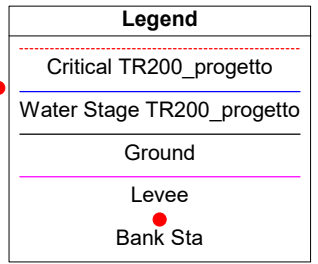 Legend
Critical TR200_progetto
Water Stage TR200_progetto
Ground
Levee
Bank Sta